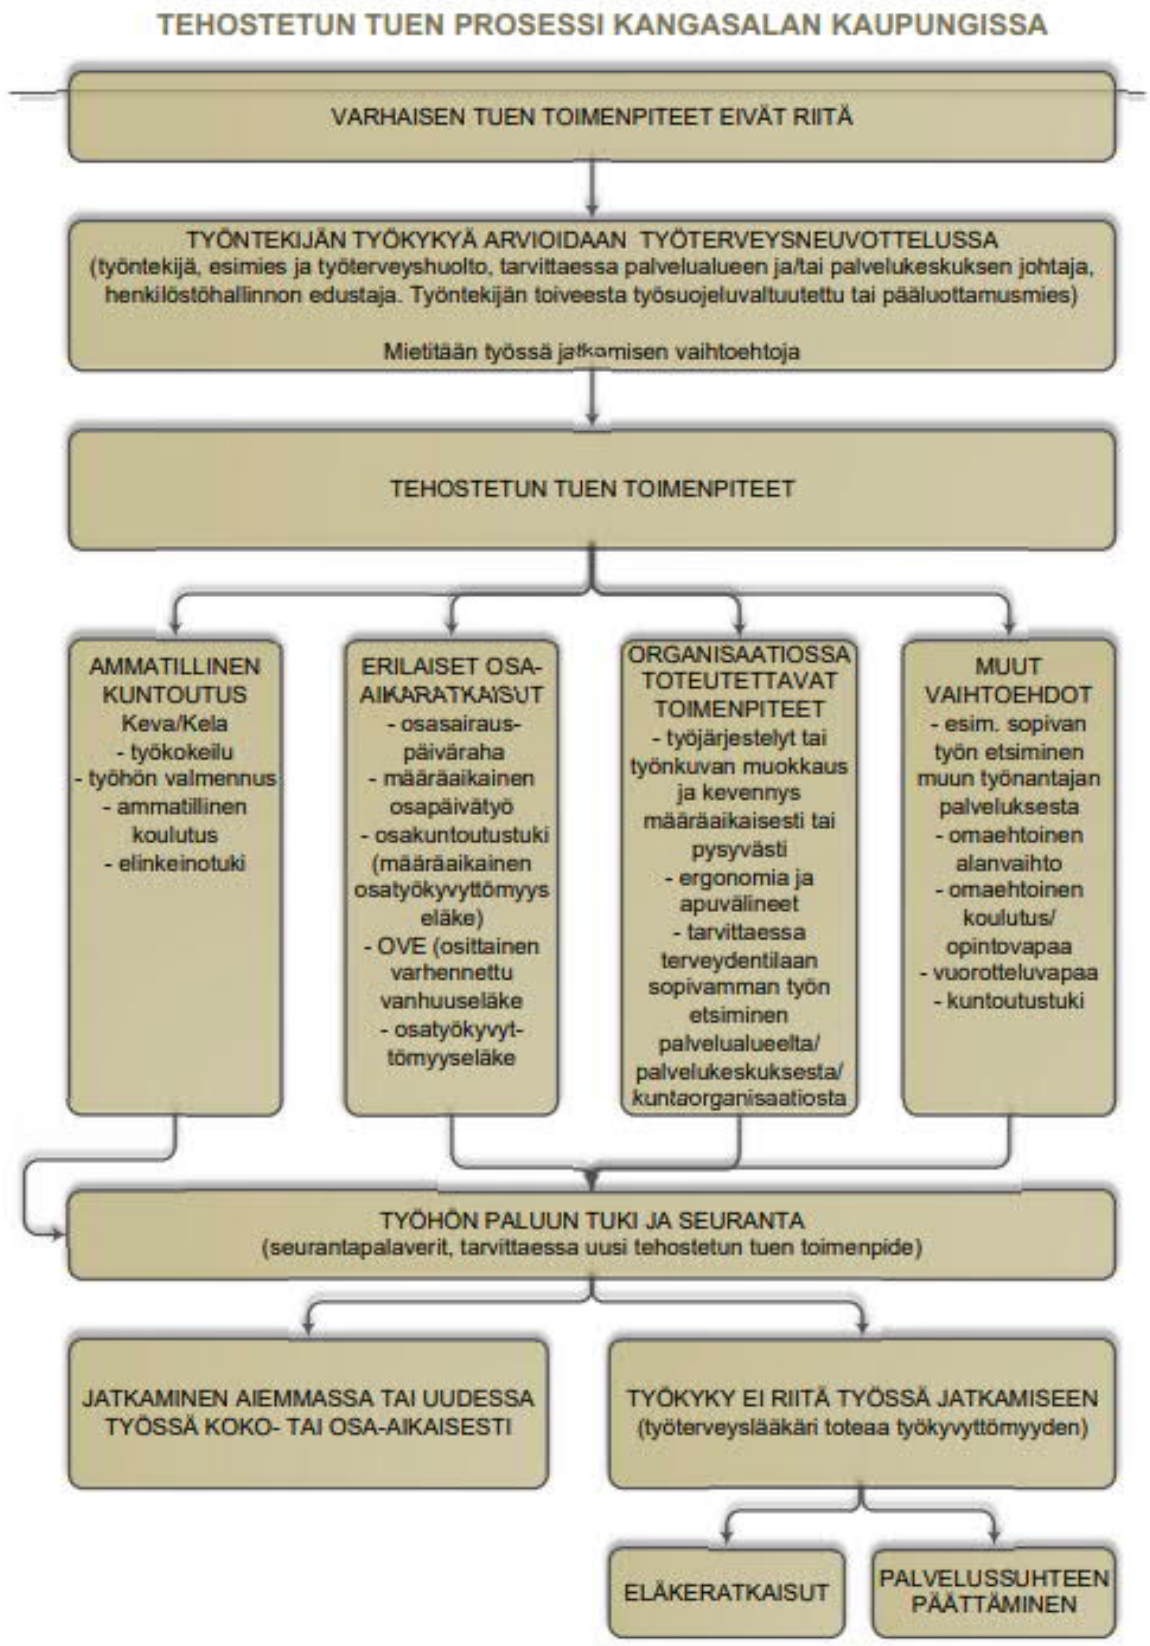 TEHOSTETUN TUEN PROSESSI KANGASALAN KAUPUNGISSA
VARHAISEN TUEN TOIMENPITEET EIVÄT RIITÄ
TYÖNTEKIJÄN TYÖKYKYÄ ARVIOIDAAN TYÖTERVEYSNEUVOTTELUSSA
(työntekijä, esimies ja työterveyshuolto, tarvittaessa palvelualueen ja/tai palvelukeskuksen johtaja,
henkilöstöhallinnon edustaja. Työntekijän toiveesta työsuojeluvaltuutettu tai pääluottamusmies)
Mietitään työssä jatkamisen vaihtoehtoja
TEHOSTETUN TUEN TOIMENPITEET
AMMATILLINEN
KUNTOUTUS
Keva/Kela
- työkokeilu
- työhön valmennus
- ammatillinen
koulutus
- elinkeinotuki
ERILAISET OSA-
AIKARATKAISUT
- osasairaus-
päiväraha
- määräaikainen
osapäivätyö
- osakuntoutustuki
(määräaikainen
osatyökyvyttömyys
eläke)
- OVE (osittainen
varhennettu
vanhuuseläke
- osatyökyvyt-
tömyyseläke
ORGANISAATIOSSA
TOTEUTETTAVAT
TOIMENPITEET
- työjärjestelyt tai
työnkuvan muokkaus
ja kevennys
määräaikaisesti tai
pysyvästi
- ergonomia ja
apuvälineet
- tarvittaessa
terveydentilaan
sopivamman työn
etsiminen
palvelualueelta/
palvelukeskuksesta/
kuntaorganisaatiosta
MUUT
VAIHTOEHDOT
- esim. sopivan
työn etsiminen
muun työnantajan
palveluksesta
- omaehtoinen
alanvaihto
- omaehtoinen
koulutus/
opintovapaa
- vuorotteluvapaa
- kuntoutustuki
TYÖHÖN PALUUN TUKI JA SEURANTA
(seurantapalaverit, tarvittaessa uusi tehostetun tuen toimenpide)
JATKAMINEN AIEMMASSA TAI UUDESSA
TYÖSSÄ KOKO- TAI OSA-AIKAISESTI
TYÖKYKY EI RIITÄ TYÖSSÄ JATKAMISEEN
(työterveyslääkäri toteaa työkyvyttömyyden)
ELÄKERATKAISUT
PALVELUSSUHTEEN
PÄÄTTÄMINEN